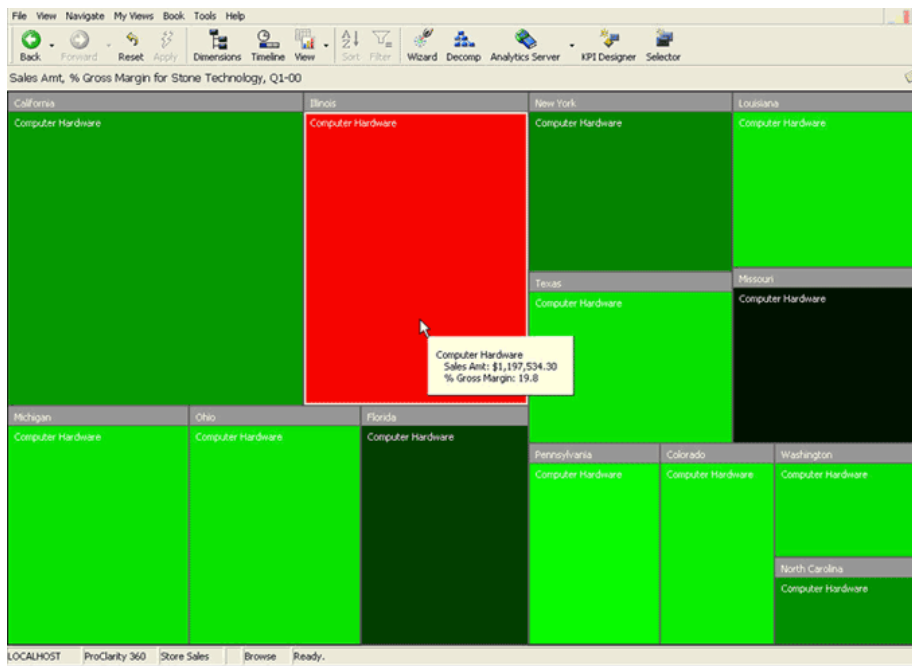 File View Navigate My Views Book Tools Help
Back Forward Reset Apply Dimensions Timeline View Sort Filter Wizard Decomp Analytics Server KPI Designer Selector
Sales Amt, % Gross Margin for Stone Technology, Q1-00
California Illinois New York Louisiana
Computer Hardware Computer Hardware Computer Hardware Computer Hardware
Texas Missouri
Computer Hardware Computer Hardware
Computer Hardware
Sales Amt: $1,197,534.30
% Gross Margin: 19.8
Michigan Ohio Florida
Computer Hardware Computer Hardware Computer Hardware
Pennsylvania Colorado Washington
Computer Hardware Computer Hardware Computer Hardware
North Carolina
Computer Hardware
LOCALHOST ProClarity 360 Store Sales Browse Ready.